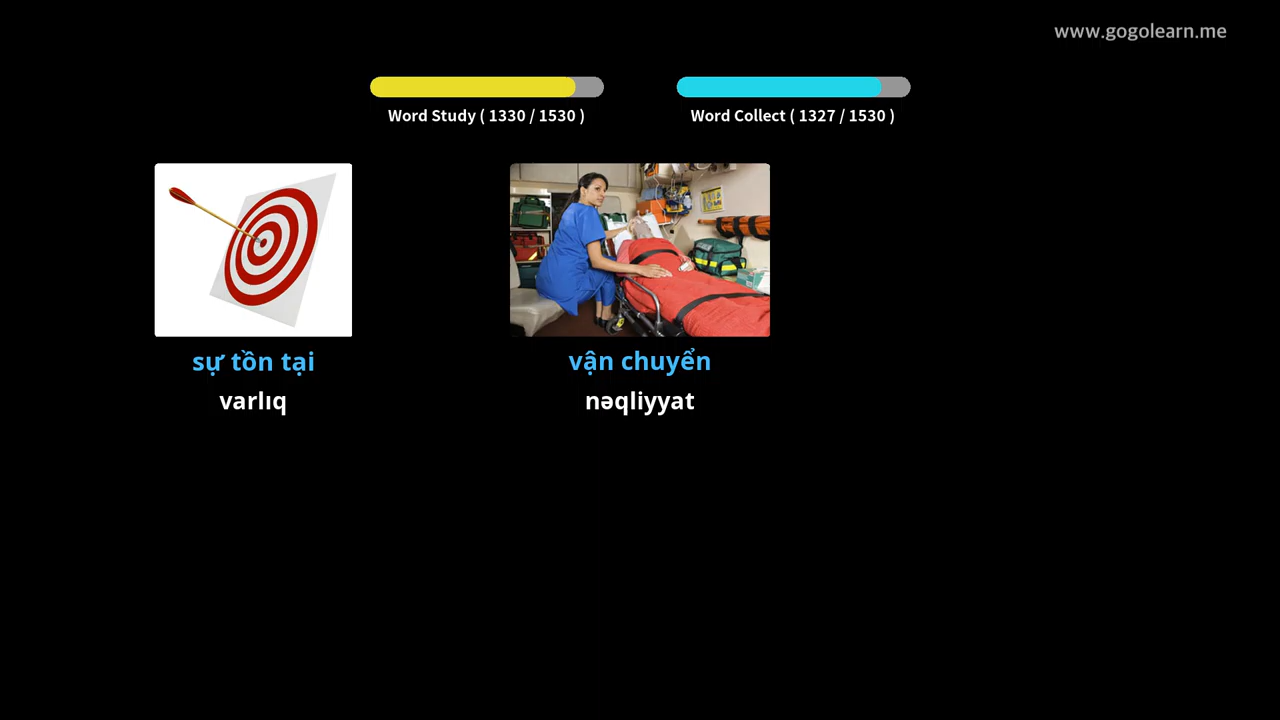 www.gogolearn.me
Word Study ( 1330 / 1530 )
Word Collect ( 1327 / 1530 )
sự tồn tại
varlıq
vận chuyển
nəqliyyat